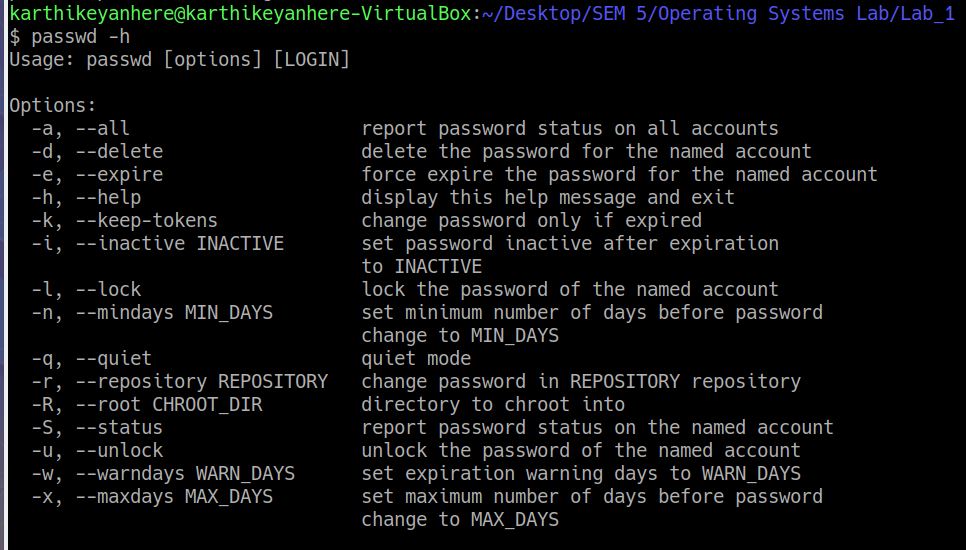 karthikeyanhere@karthikeyanhere-VirtualBox:~/Desktop/SEM 5/Operating Systems Lab/Lab_1
$ passwd -h
Usage: passwd [options] [LOGIN]

Options:
  -a, --all                     report password status on all accounts
  -d, --delete                  delete the password for the named account
  -e, --expire                  force expire the password for the named account
  -h, --help                    display this help message and exit
  -k, --keep-tokens             change password only if expired
  -i, --inactive INACTIVE       set password inactive after expiration
                                to INACTIVE
  -l, --lock                    lock the password of the named account
  -n, --mindays MIN_DAYS        set minimum number of days before password
                                change to MIN_DAYS
  -q, --quiet                   quiet mode
  -r, --repository REPOSITORY   change password in REPOSITORY repository
  -R, --root CHROOT_DIR         directory to chroot into
  -S, --status                  report password status on the named account
  -u, --unlock                  unlock the password of the named account
  -w, --warndays WARN_DAYS      set expiration warning days to WARN_DAYS
  -x, --maxdays MAX_DAYS        set maximum number of days before password
                                change to MAX_DAYS